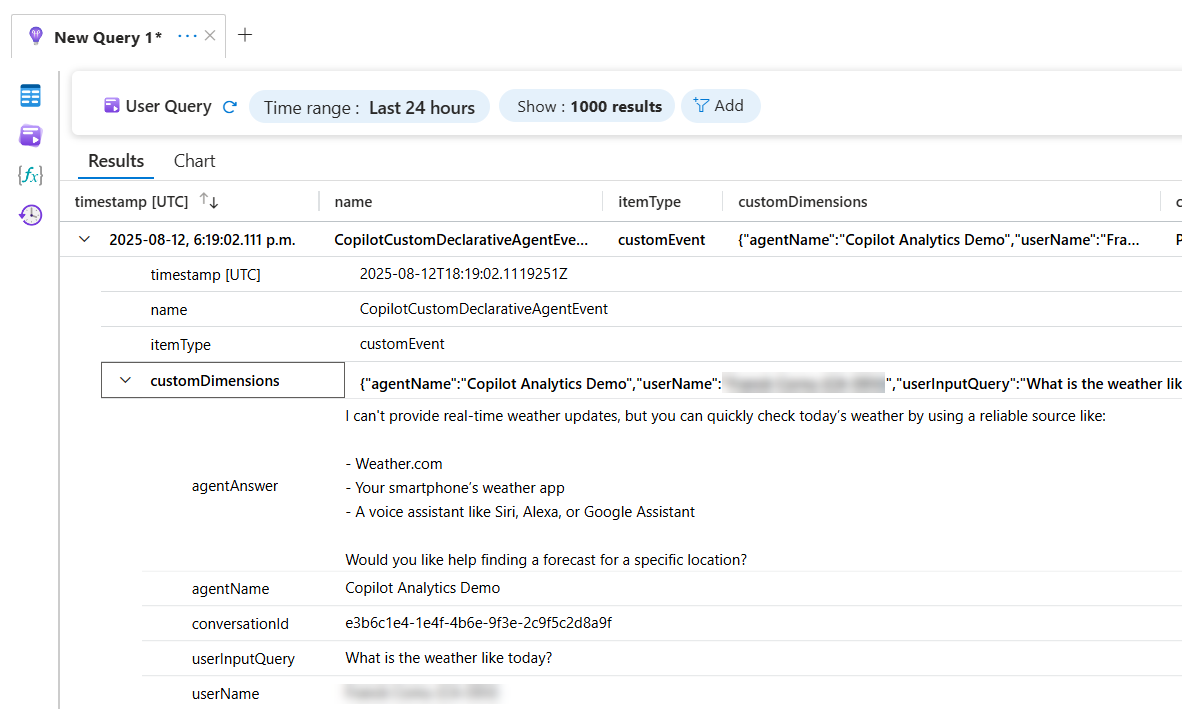 New Query 1* ···
User Query Time range : Last 24 hours Show : 1000 results Add
Results Chart
timestamp [UTC] name itemType customDimensions c
2025-08-12, 6:19:02.111 p.m. CopilotCustomDeclarativeAgentEve... customEvent {"agentName":"Copilot Analytics Demo","userName":"Fra... P
timestamp [UTC] 2025-08-12T18:19:02.1119251Z
name CopilotCustomDeclarativeAgentEvent
itemType customEvent
customDimensions {"agentName":"Copilot Analytics Demo","userName": ","userInputQuery":"What is the weather lik
I can't provide real-time weather updates, but you can quickly check today’s weather by using a reliable source like:
- Weather.com
agentAnswer
- Your smartphone’s weather app
- A voice assistant like Siri, Alexa, or Google Assistant
Would you like help finding a forecast for a specific location?
agentName Copilot Analytics Demo
conversationId e3b6c1e4-1e4f-4b6e-9f3e-2c9f5c2d8a9f
userInputQuery What is the weather like today?
userName